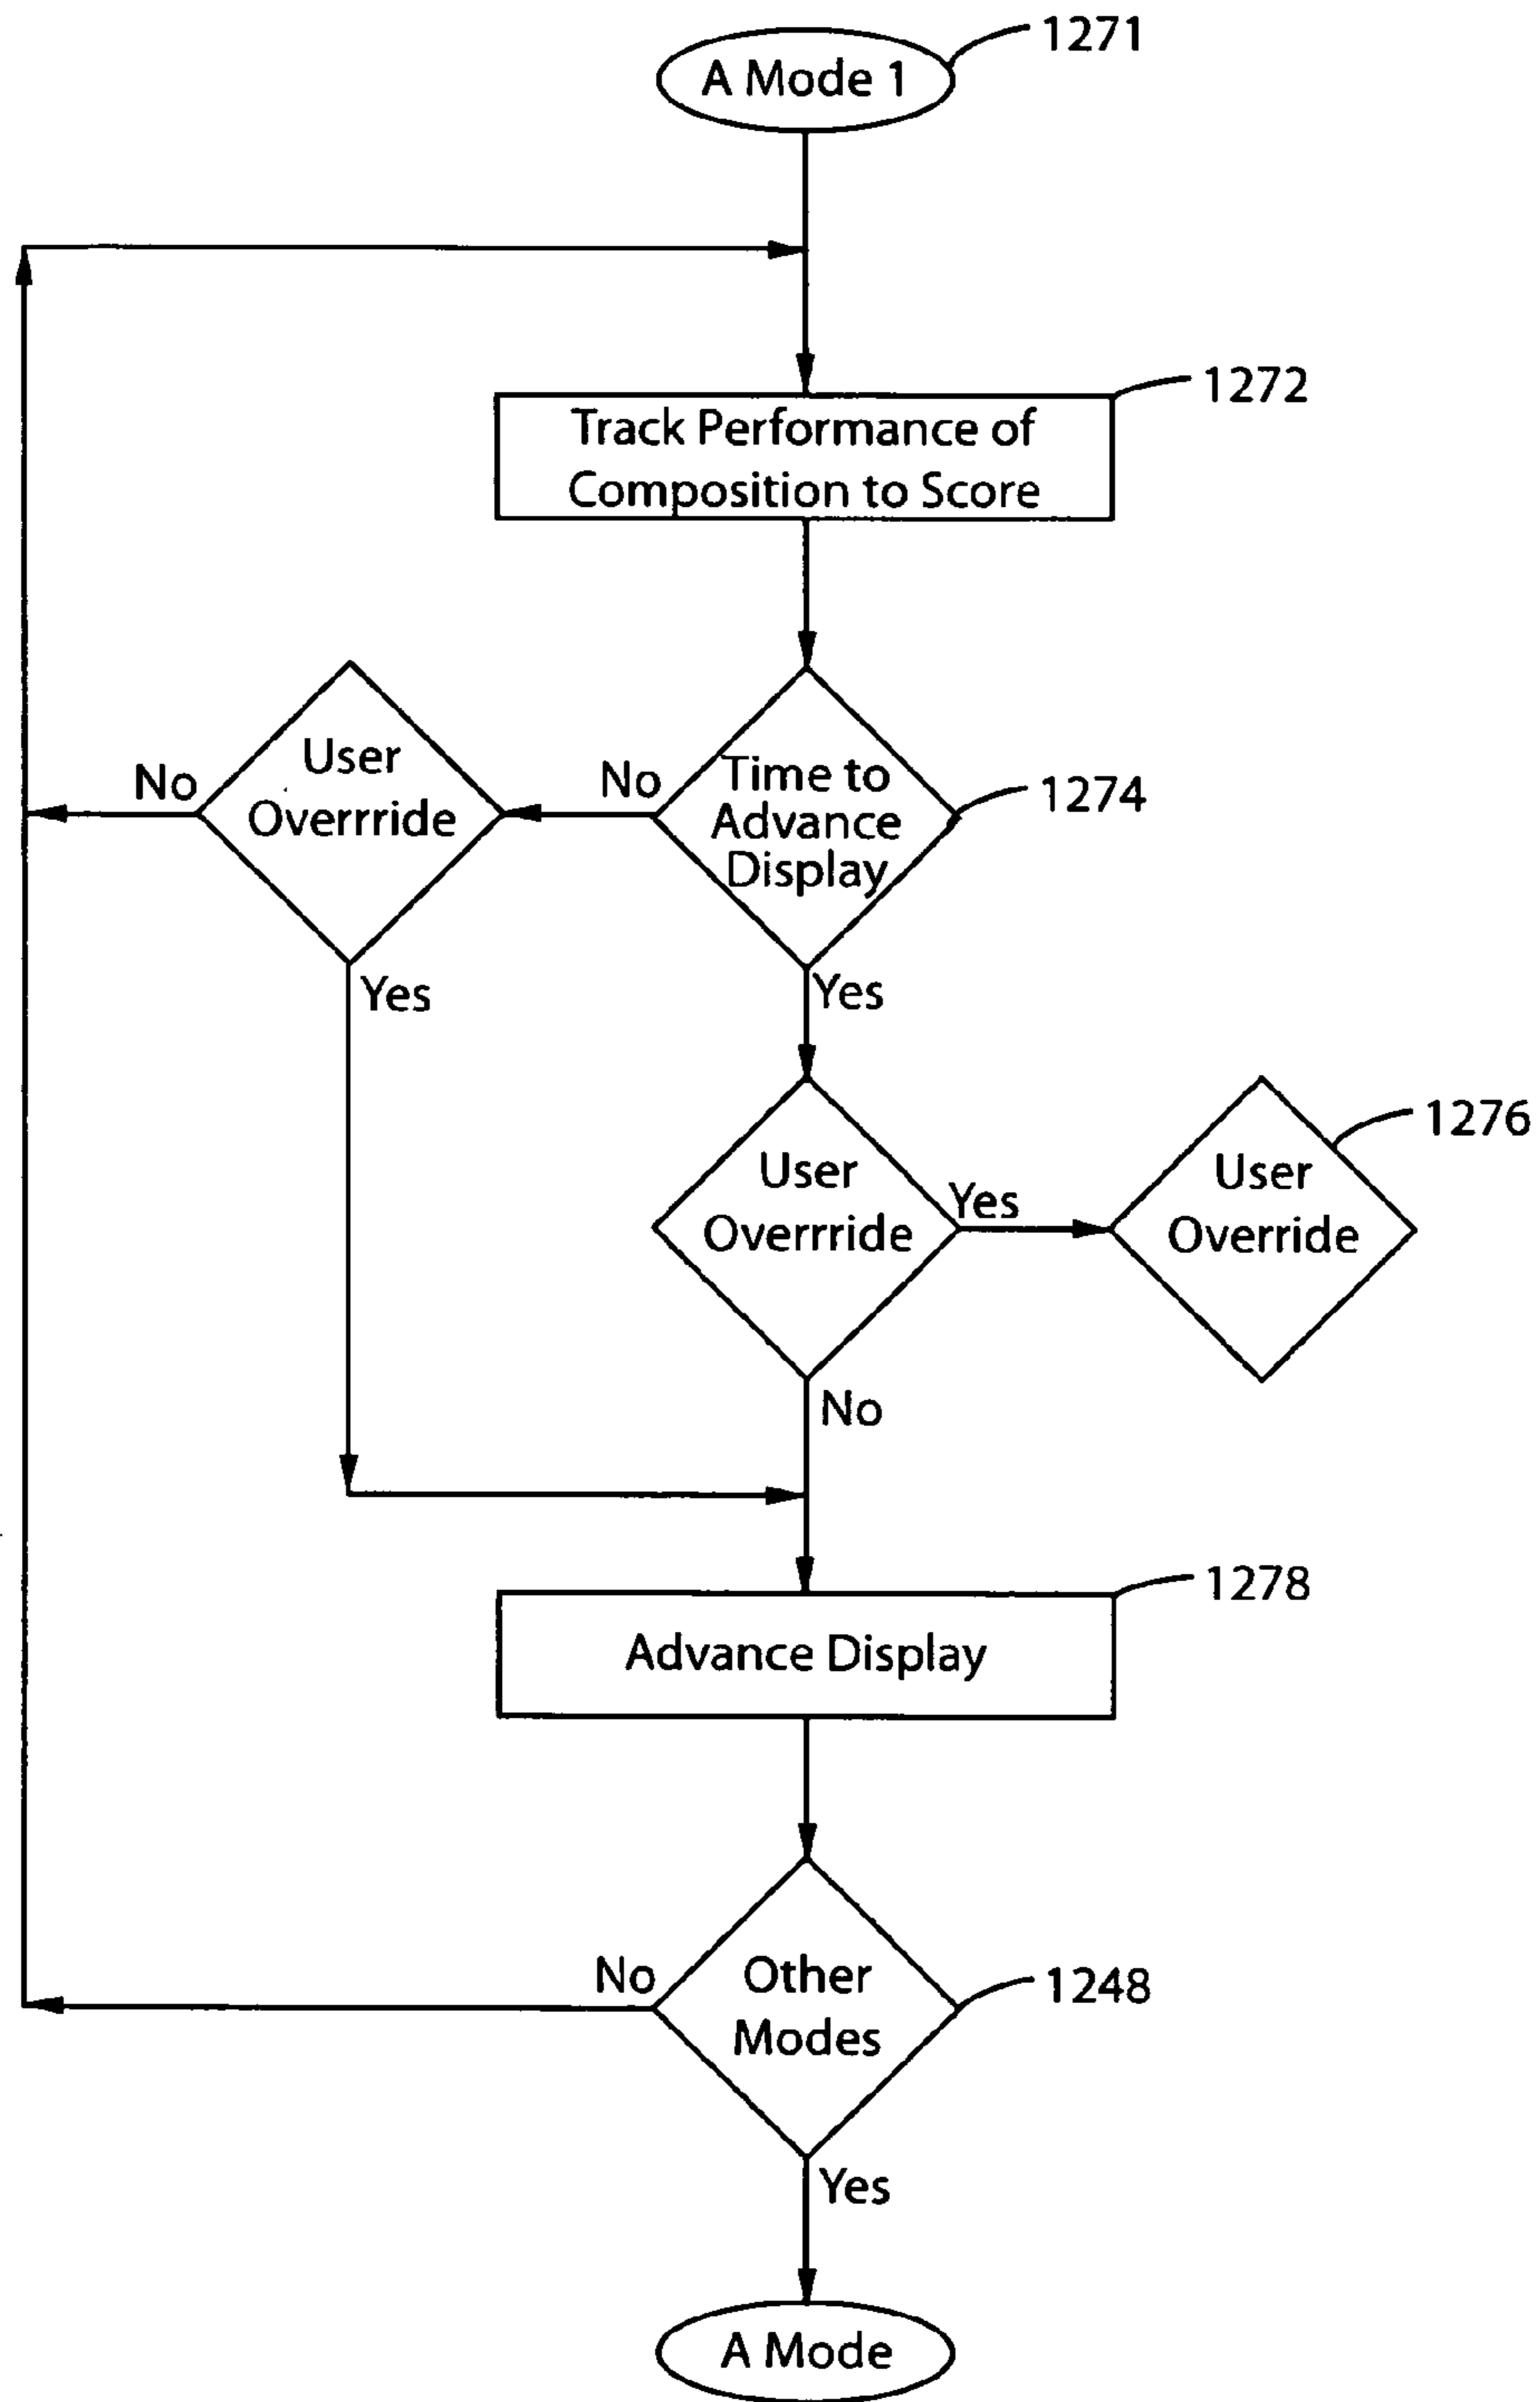 1271
A Mode 1
1272
Track Performance of
Composition to Score
User
Overrride
No
No
Time to
Advance
Display
1274
Yes
Yes
1276
User
Overrride
Yes
User
Override
No
1278
Advance Display
No
Other
Modes
1248
Yes
A Mode